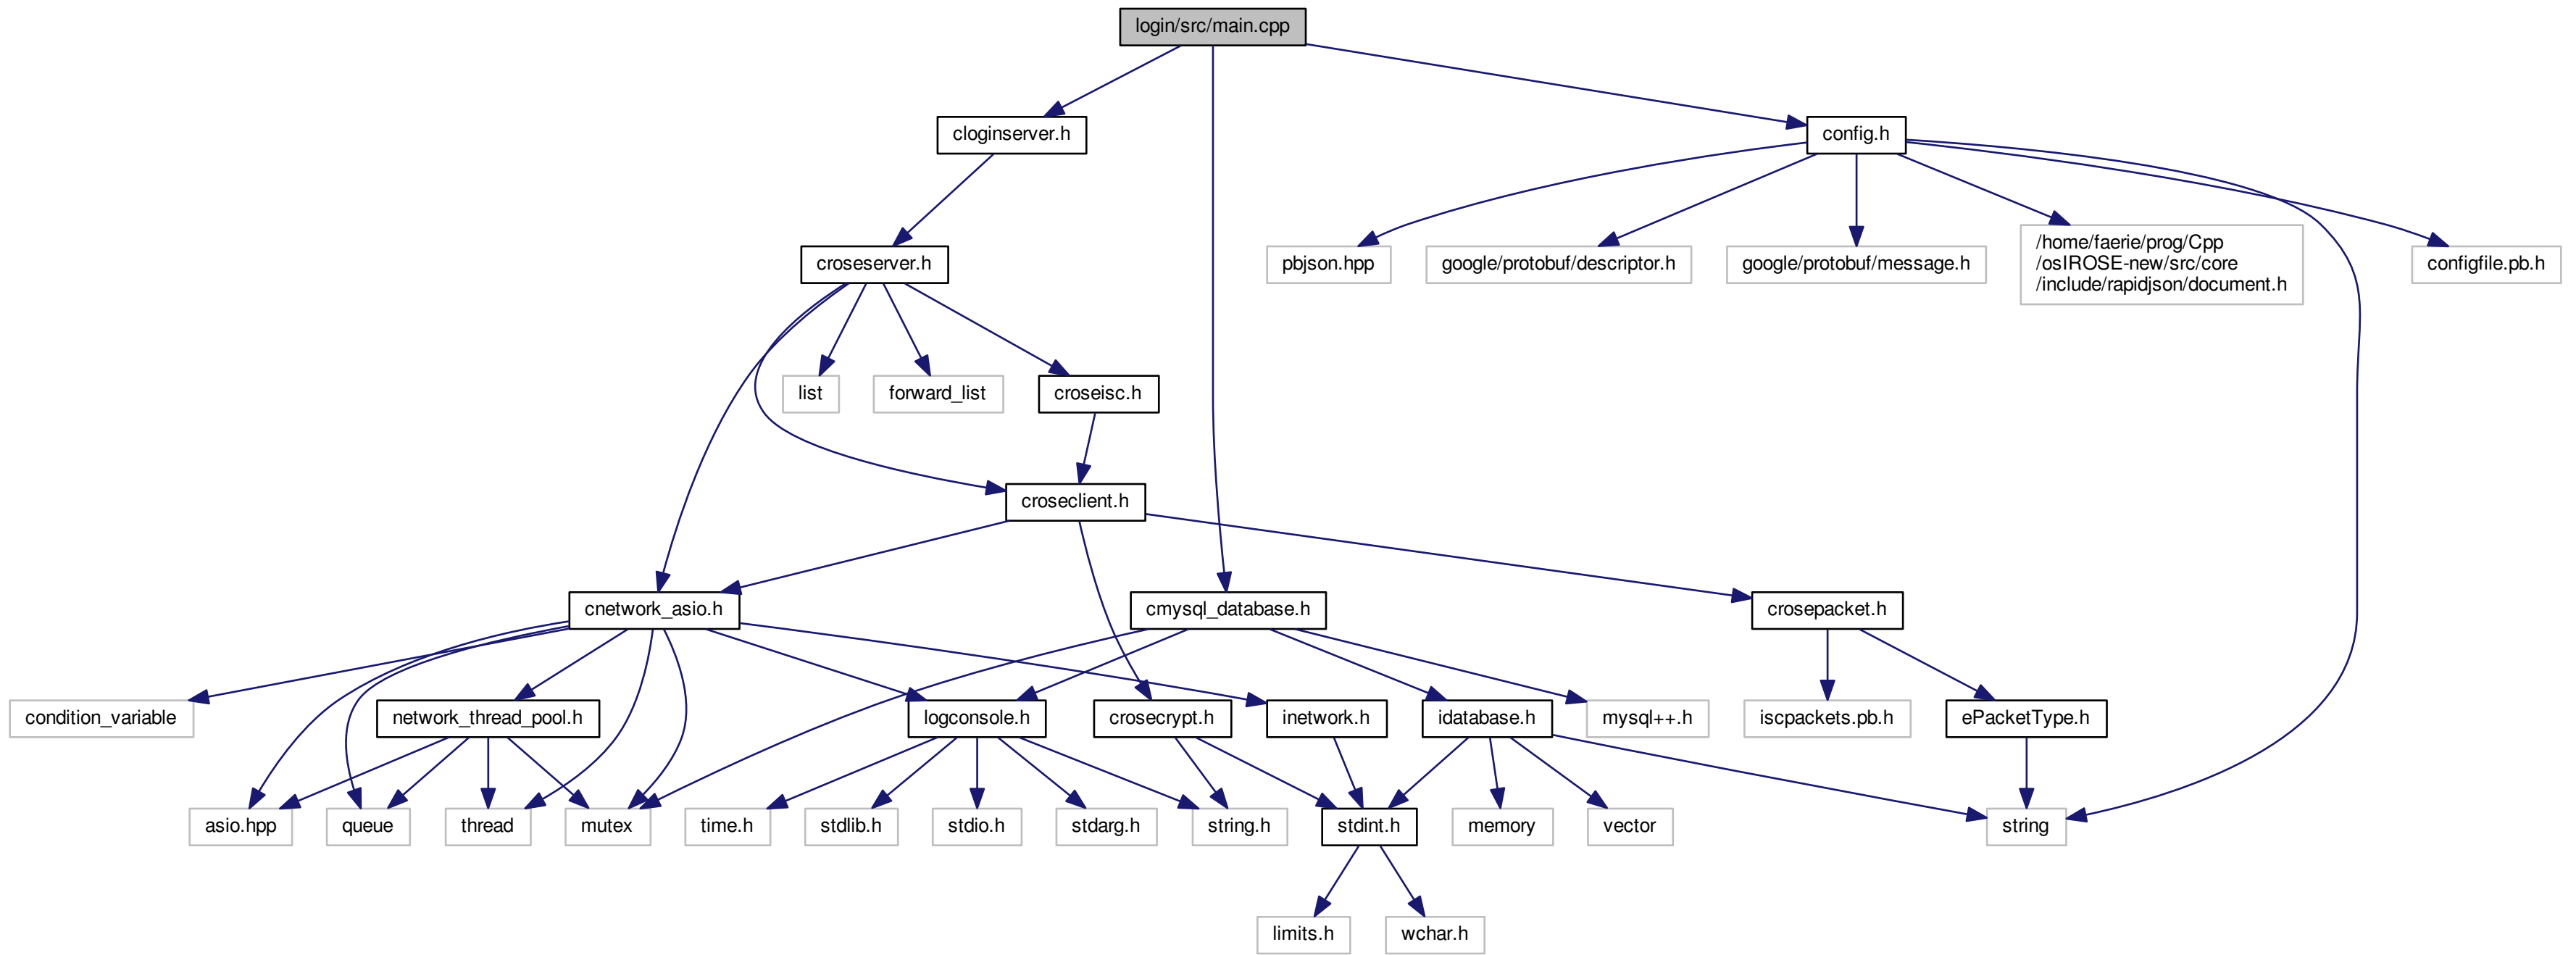 login/src/main.cpp
cloginserver.h
config.h
croseserver.h
pbjson.hpp
google/protobuf/descriptor.h
google/protobuf/message.h
/home/faerie/prog/Cpp
/osIROSE-new/src/core
/include/rapidjson/document.h
configfile.pb.h
list
forward_list
croseisc.h
croseclient.h
cnetwork_asio.h
cmysql_database.h
crosepacket.h
condition_variable
network_thread_pool.h
logconsole.h
crosecrypt.h
inetwork.h
idatabase.h
mysql++.h
iscpackets.pb.h
ePacketType.h
asio.hpp
queue
thread
mutex
time.h
stdlib.h
stdio.h
stdarg.h
string.h
stdint.h
memory
vector
string
limits.h
wchar.h